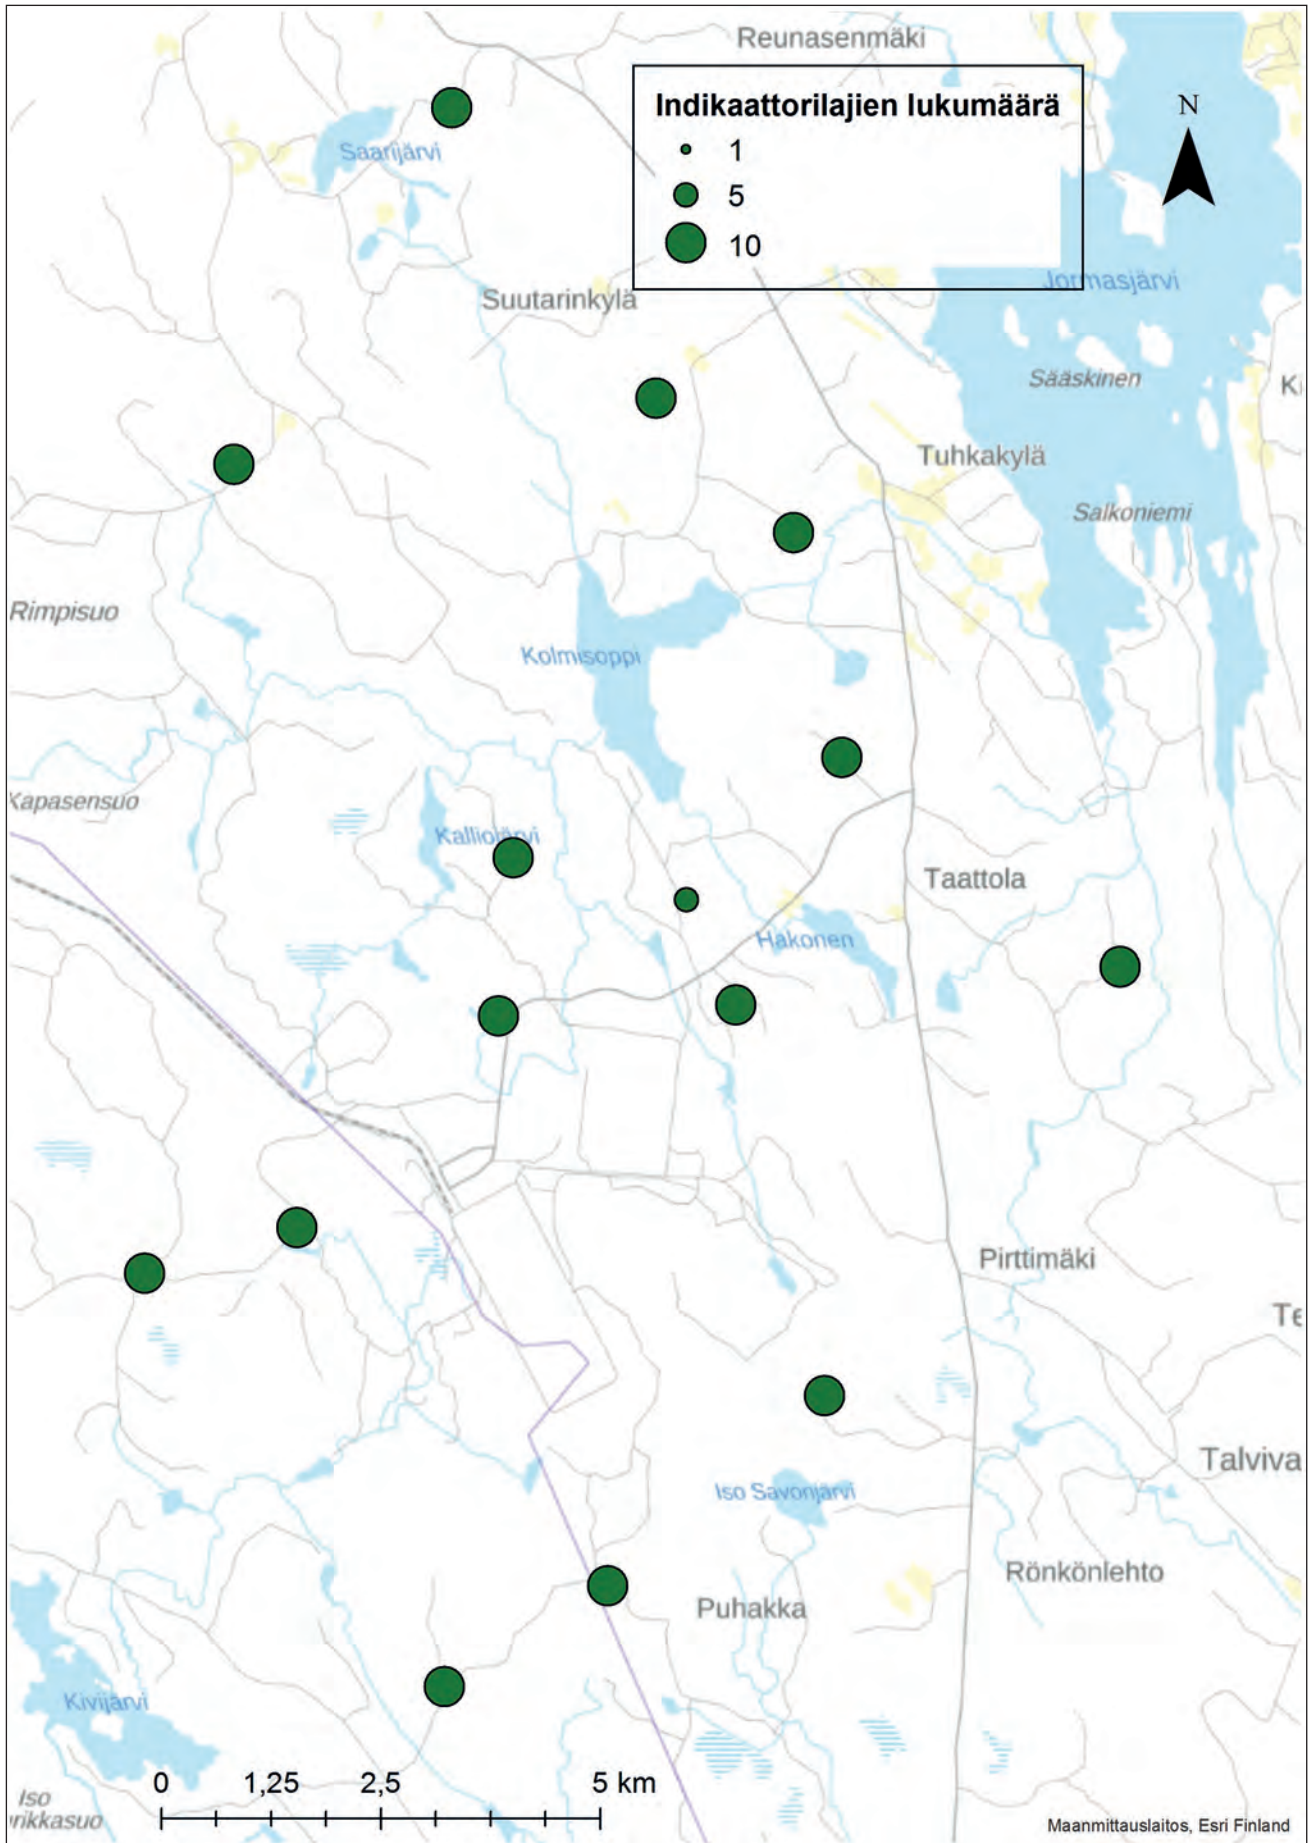 Reunasenmäki
Indikaattorilajien lukumäärä
1
5
10
N
Saarijärvi
Suutarinkylä
Jormasjärvi
Sääskinen
Tuhkakylä
Salkoniemi
Rimpisuo
Kolmisoppi
Kapasensuo
Kalliojärvi
Taattola
Hakonen
Pirttimäki
Talviva
Iso Savonjärvi
Rönkönlehto
Puhakka
Kivijärvi
0 1,25 2,5 5 km
Iso
Maanmittauslaitos, Esri Finland